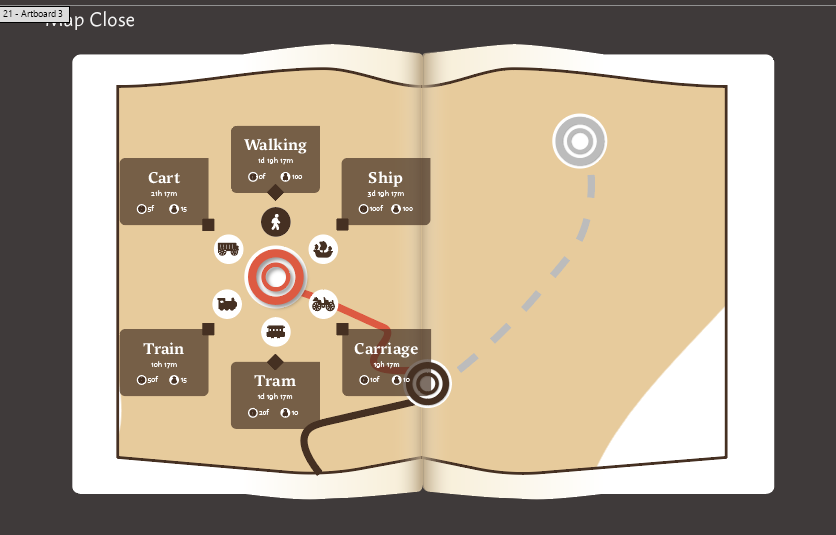 21 - Artboard 3
Map Close
Walking
1d 19h 17m
0f 100
Cart
21h 17m
5f 15
Ship
3d 19h 17m
100f 100
Train
10h 17m
50f 15
Carriage
19h 17m
10f 10
Tram
1d 19h 17m
20f 10